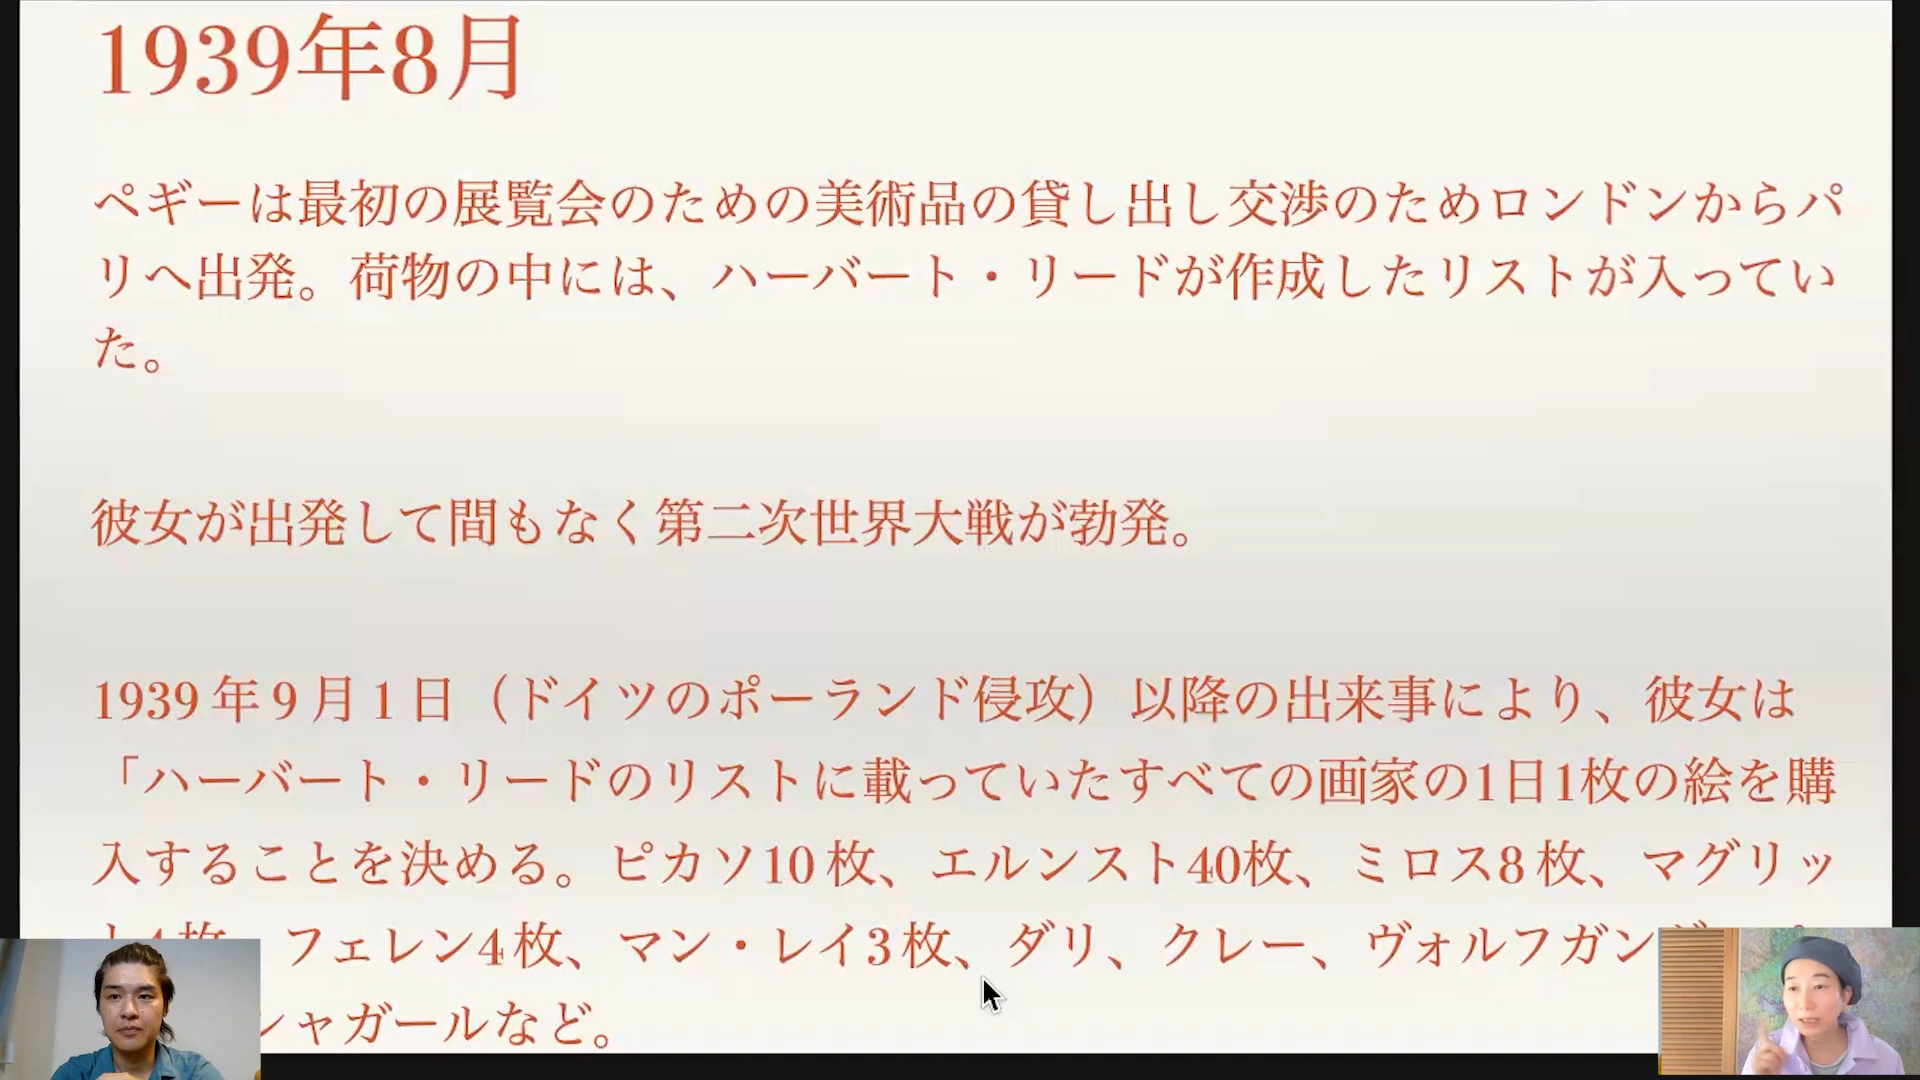 1939年8月
ペギーは最初の展覧会のための美術品の貸し出し交渉のためロンドンからパ
リへ出発。荷物の中には、ハーバート・リードが作成したリストが入ってい
た。
彼女が出発して間もなく第二次世界大戦が勃発。
1939年9月1日（ドイツのポーランド侵攻）以降の出来事により、彼女は
「ハーバート・リードのリストに載っていたすべての画家の1日1枚の絵を購
入することを決める。ピカソ10枚、エルンスト40枚、ミロス8枚、マグリッ
ト4枚、フェレン4枚、マン・レイ3枚、ダリ、クレー、ヴォルフガン
シャガールなど。